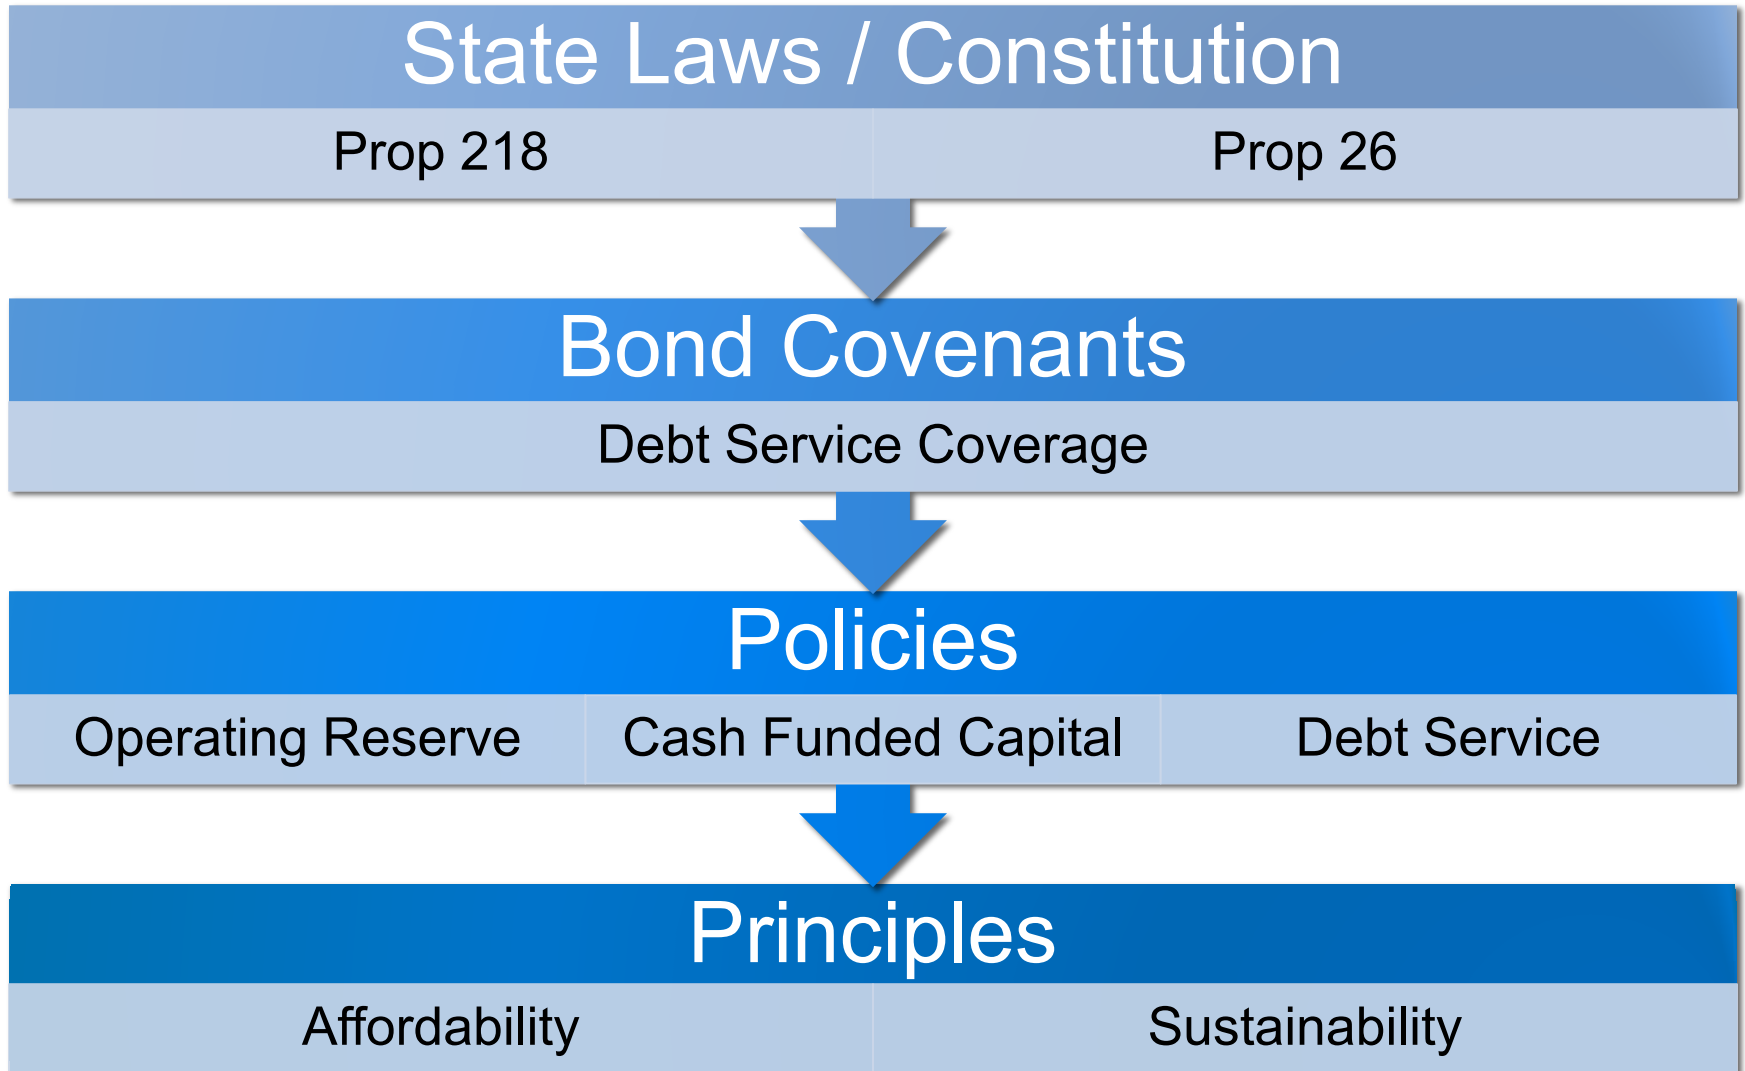 State Laws / Constitution
Prop 218
Prop 26
Bond Covenants
Debt Service Coverage
Policies
Operating Reserve
Cash Funded Capital
Debt Service
Principles
Affordability
Sustainability